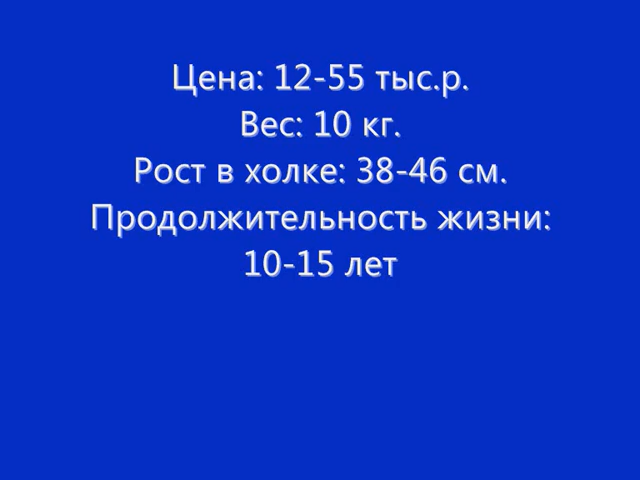 Цена: 12-55 тыс.р.
Вес: 10 кг.
Рост в холке: 38-46 см.
Продолжительность жизни:
10-15 лет